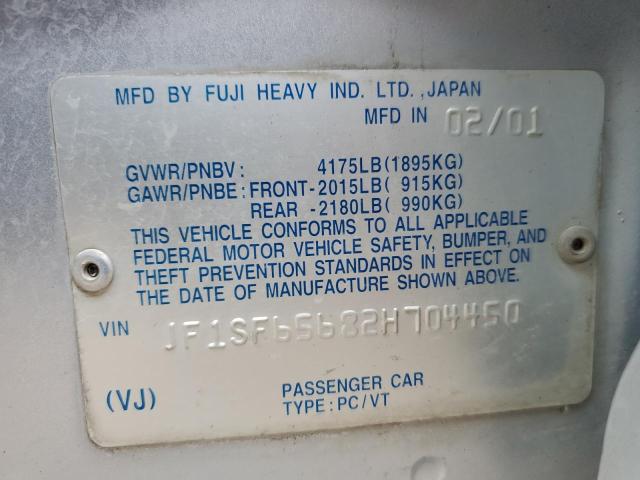 MFD BY FUJI HEAVY IND. LTD.,JAPAN
MFD IN 02/01
GVWR/PNBV: 4175LB(1895KG)
GAWR/PNBE: FRONT-2015LB( 915KG)
REAR -2180LB( 990KG)
THIS VEHICLE CONFORMS TO ALL APPLICABLE
FEDERAL MOTOR VEHICLE SAFETY, BUMPER, AND
THEFT PREVENTION STANDARDS IN EFFECT ON
THE DATE OF MANUFACTURE SHOWN ABOVE.
VIN JF1SF65682H704450
(VJ) PASSENGER CAR
TYPE: PC/VT